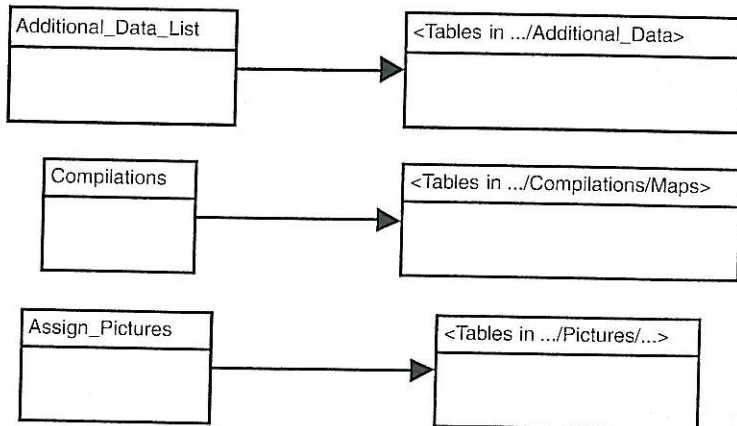 Additional_Data_List
<Tables in .../Additional_Data>
Compilations
<Tables in .../Compilations/Maps>
Assign_Pictures
<Tables in .../Pictures/...>